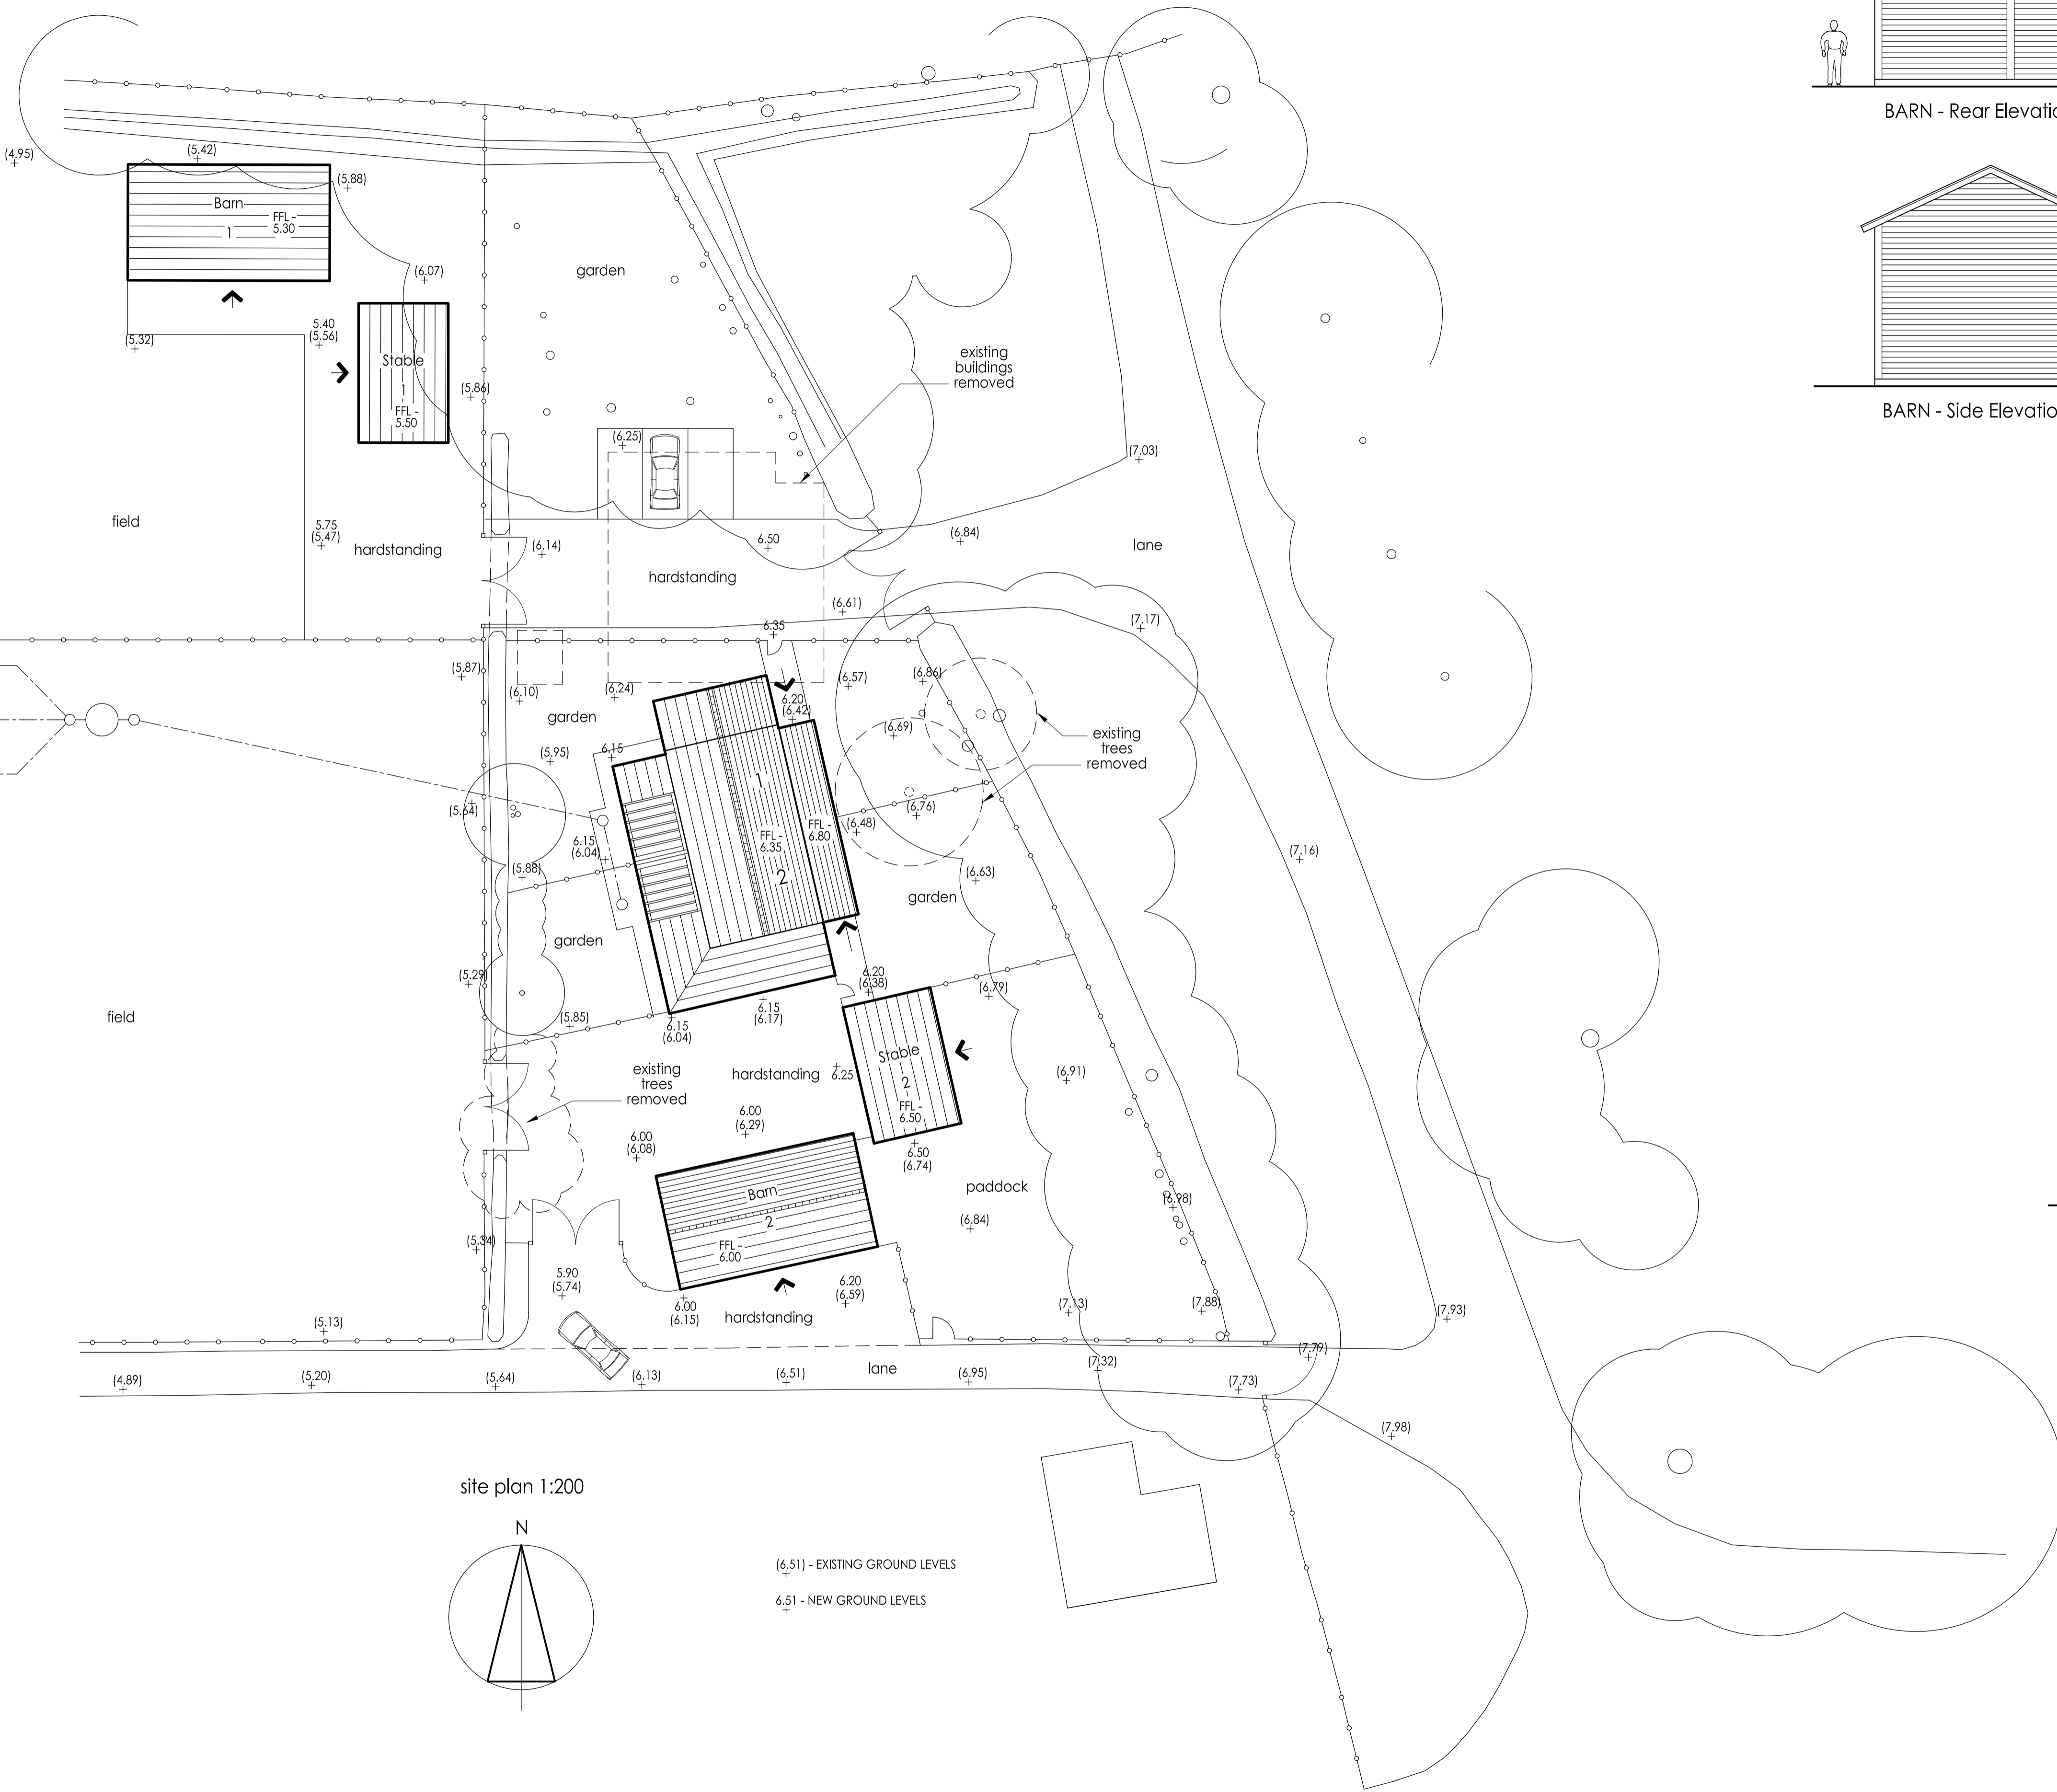 BARN - Rear Elevatio
(4.95)
(5.42)
(5.88)
Barn
1
FFL -
5.30
(6.07)
garden
5.40
(5.56)
(5.32)
Stable
1
FFL -
5.50
(5.86)
existing
buildings
removed
BARN - Side Elevatio
(6.25)
(7.03)
field
5.75
(5.47)
hardstanding
(6.14)
6.50
(6.84)
lane
hardstanding
(6.61)
6.35
(7.17)
(5.87)
(6.10)
(6.24)
(6.57)
(6.86)
6.20
(6.42)
garden
(6.69)
existing
trees
removed
(5.95)
6.15
1
(5.64)
(6.76)
(6.48)
FFL -
6.35
FFL -
6.80
6.15
(6.04)
(7.16)
(5.88)
2
(6.63)
garden
garden
(5.29)
6.20
(6.38)
(6.79)
field
(5.85)
6.15
(6.04)
6.15
(6.17)
Stable
2
FFL -
6.50
existing
trees
removed
hardstanding
6.25
(6.91)
6.00
(6.29)
6.00
(6.08)
6.50
(6.74)
paddock
Barn
2
FFL -
6.00
(6.98)
(6.84)
(5.34)
5.90
(5.74)
6.20
(6.59)
6.00
(6.15)
hardstanding
(7.13)
(7.88)
(7.93)
(5.13)
(7.79)
(7.32)
lane
(4.89)
(5.20)
(5.64)
(6.13)
(6.51)
(6.95)
(7.73)
(7.98)
site plan 1:200
N
(6.51) - EXISTING GROUND LEVELS
6.51 - NEW GROUND LEVELS